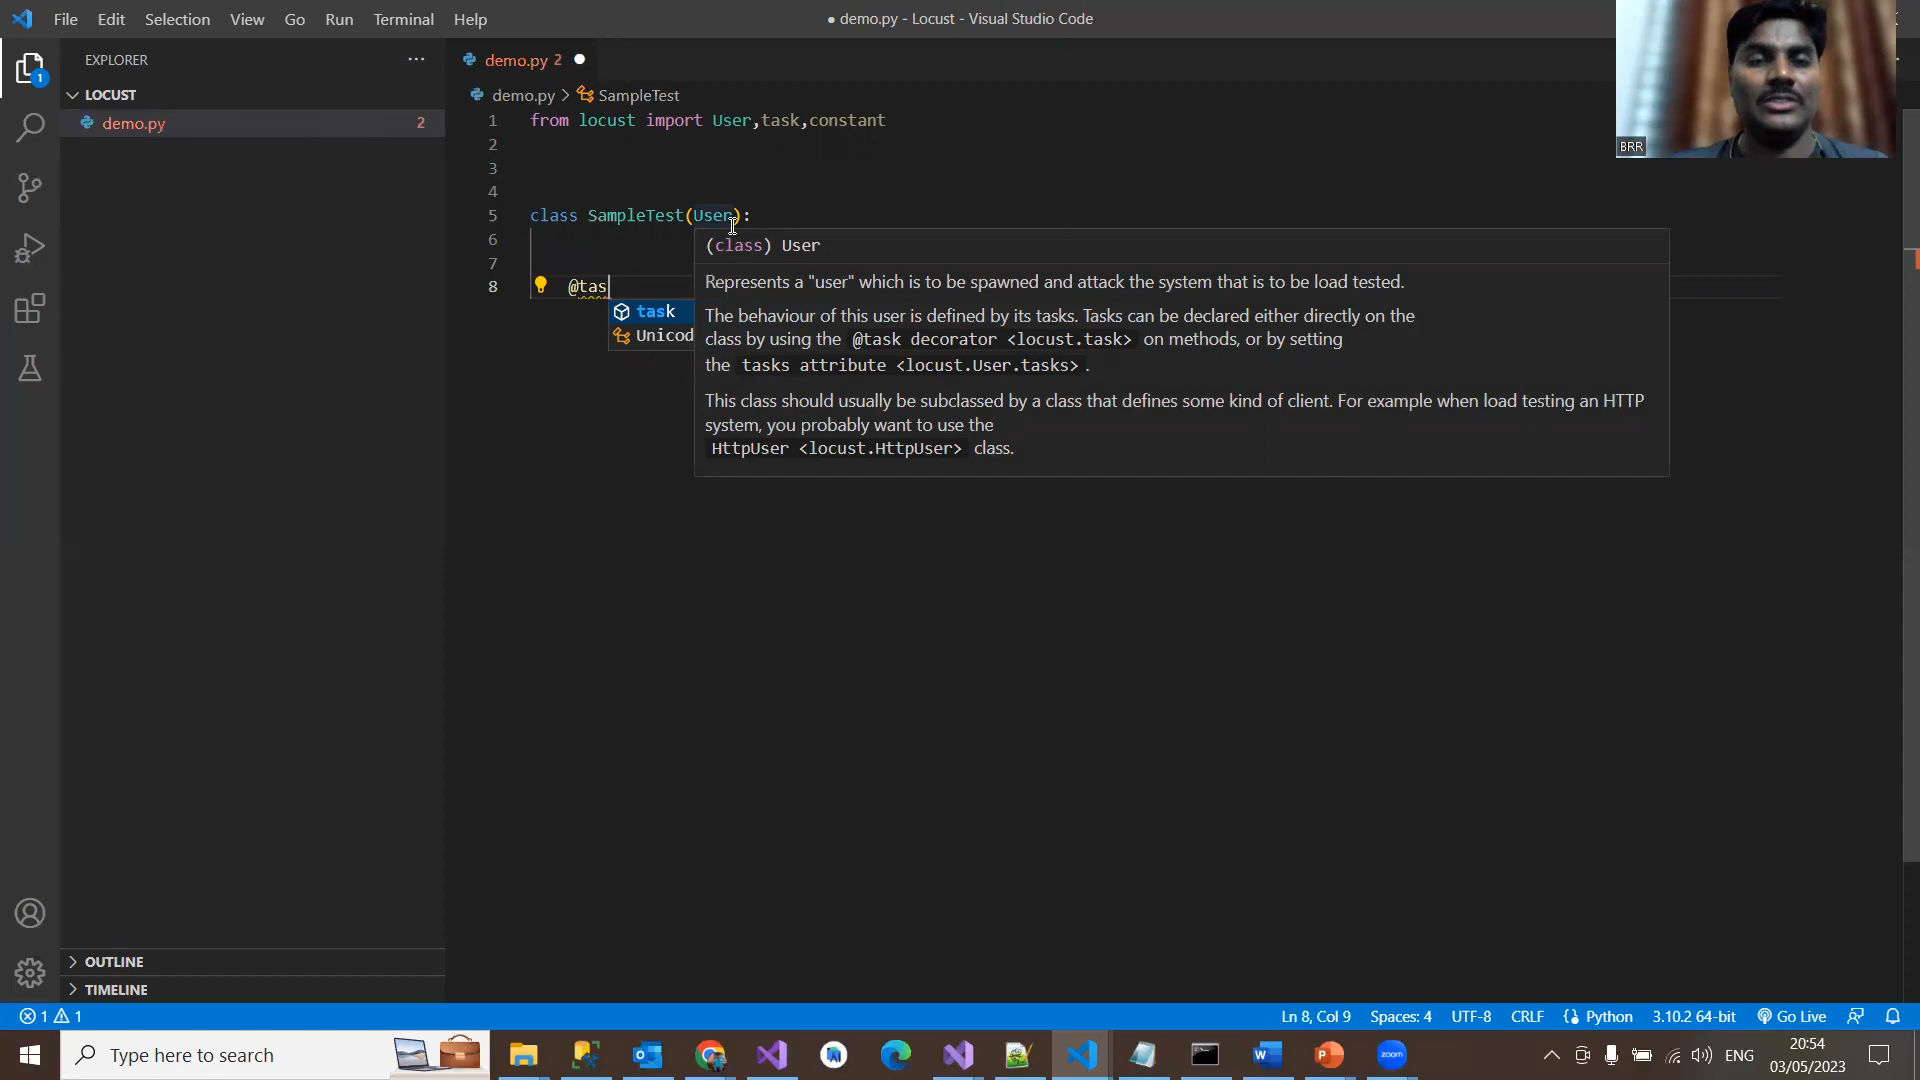 File Edit Selection View Go Run Terminal Help
● demo.py - Locust - Visual Studio Code
EXPLORER
demo.py 2
LOCUST
demo.py > SampleTest
demo.py 2
1 from locust import User,task,constant
2
3
4
5 class SampleTest(User):
6
7
8 @tas
task
Unicod
(class) User
Represents a "user" which is to be spawned and attack the system that is to be load tested.
The behaviour of this user is defined by its tasks. Tasks can be declared either directly on the
class by using the @task decorator <locust.task> on methods, or by setting
the tasks attribute <locust.User.tasks> .
This class should usually be subclassed by a class that defines some kind of client. For example when load testing an HTTP
system, you probably want to use the
HttpUser <locust.HttpUser> class.
BRR
1
OUTLINE
TIMELINE
1 1
Ln 8, Col 9 Spaces: 4 UTF-8 CRLF Python 3.10.2 64-bit Go Live
Type here to search
zoom
ENG
20:54
03/05/2023